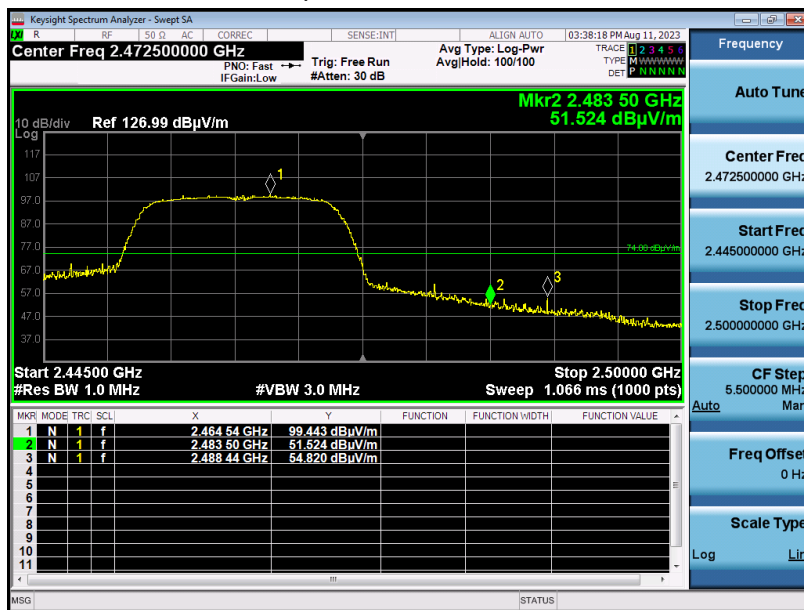 Keysight Spectrum Analyzer - Swept SA
R RF 50 Ω AC CORREC SENSE:INT ALIGN AUTO 03:38:18 PM Aug 11, 2023
Center Freq 2.472500000 GHz
PNO: Fast
IFGain:Low
Trig: Free Run
#Atten: 30 dB
Avg Type: Log-Pwr
Avg|Hold: 100/100
TRACE 1 2 3 4 5 6
TYPE M WWWWW
DET P N N N N N
Mkr2 2.483 50 GHz
51.524 dBµV/m
10 dB/div Ref 126.99 dBµV/m
Log
117
107
97.0
87.0
77.0
67.0
57.0
47.0
37.0
1
2
3
74.00 dBµV/m
Start 2.44500 GHz Stop 2.50000 GHz
#Res BW 1.0 MHz #VBW 3.0 MHz Sweep 1.066 ms (1000 pts)
MKR MODE TRC SCL X Y FUNCTION FUNCTION WIDTH FUNCTION VALUE
1 N 1 f 2.464 54 GHz 99.443 dBµV/m
2 N 1 f 2.483 50 GHz 51.524 dBµV/m
3 N 1 f 2.488 44 GHz 54.820 dBµV/m
4
5
6
7
8
9
10
11
MSG STATUS
Frequency
Auto Tune
Center Freq
2.472500000 GHz
Start Freq
2.445000000 GHz
Stop Freq
2.500000000 GHz
CF Step
5.500000 MHz
Auto Man
Freq Offset
0 Hz
Scale Type
Log Lin